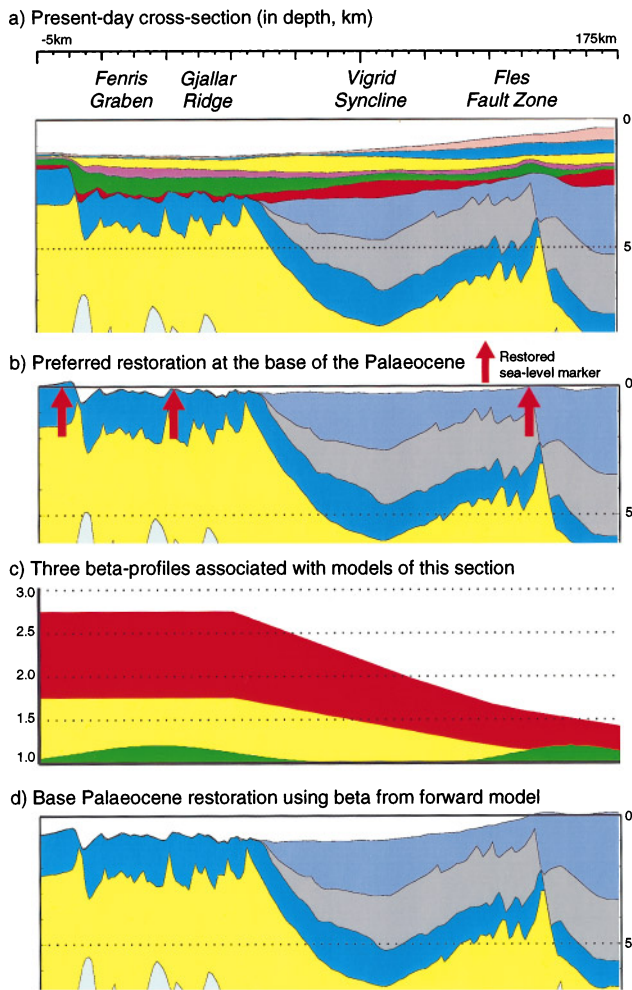 a) Present-day cross-section (in depth, km)
-5km
175km
Fenris Graben
Gjallar Ridge
Vigrid Syncline
Fles Fault Zone
0
5
b) Preferred restoration at the base of the Palaeocene
Restored
sea-level marker
0
5
c) Three beta-profiles associated with models of this section
3.0
2.5
2.0
1.5
1.0
d) Base Palaeocene restoration using beta from forward model
0
5